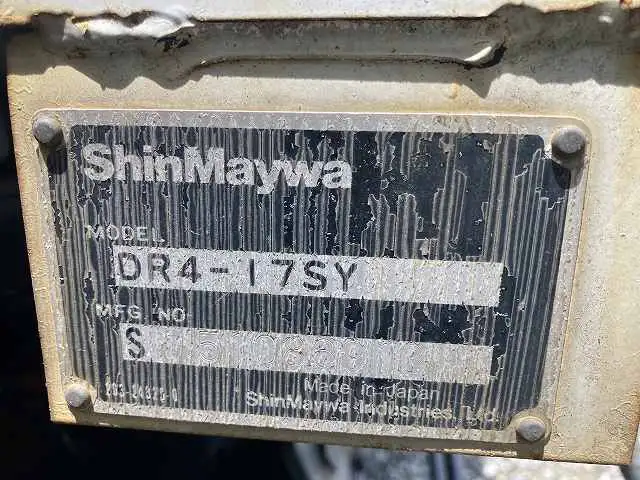 ShinMaywa
MODEL
DR4-17SY
MFG. NO.
S
Made in Japan
ShinMaywa Industries, Ltd.